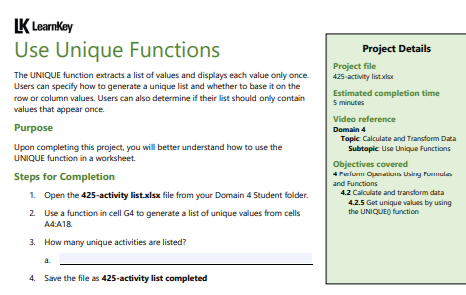 LK LearnKey
Use Unique Functions
The UNIQUE function extracts a list of values and displays each value only once.
Users can specify how to generate a unique list and whether to base it on the
row or column values. Users can also determine if their list should only contain
values that appear once.
Purpose
Upon completing this project, you will better understand how to use the
UNIQUE function in a worksheet.
Steps for Completion
1. Open the 425-activity list.xlsx file from your Domain 4 Student folder.
2. Use a function in cell G4 to generate a list of unique values from cells
A4:A18.
3. How many unique activities are listed?
a.
4. Save the file as 425-activity list completed
Project Details
Project file
425-activity list.xlsx
Estimated completion time
5 minutes
Video reference
Domain 4
Topic: Calculate and Transform Data
Subtopic: Use Unique Functions
Objectives covered
4 Perform Operations Using Formulas
and Functions
4.2 Calculate and transform data
4.2.5 Get unique values by using
the UNIQUE() function